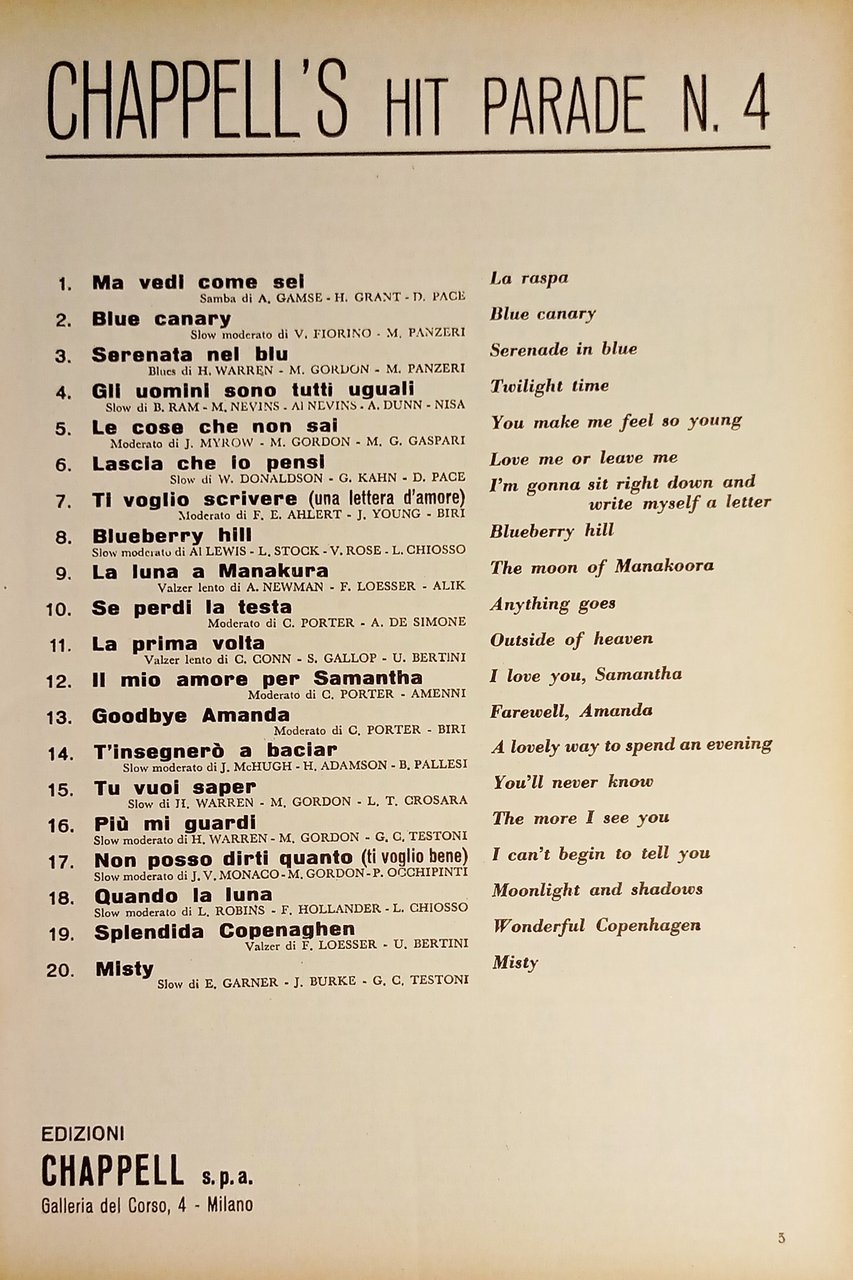 CHAPPELL'S HIT PARADE N. 4
1. Ma vedi come sei La raspa
Samba di A. GAMSE - H. GRANT - D. PACE
2. Blue canary Blue canary
Slow moderato di V. FIORINO - M. PANZERI
3. Serenata nel blu Serenade in blue
Blues di H. WARREN - M. GORDON - M. PANZERI
4. Gli uomini sono tutti uguali Twilight time
Slow di B. RAM - M. NEVINS - Al NEVINS - A. DUNN - NISA
5. Le cose che non sai You make me feel so young
Moderato di J. MYROW - M. GORDON - M. G. GASPARI
6. Lascia che io pensi Love me or leave me
Slow di W. DONALDSON - G. KAHN - D. PACE
7. Ti voglio scrivere (una lettera d'amore) I'm gonna sit right down and
write myself a letter
Moderato di F. E. AHLERT - J. YOUNG - BIRI
8. Blueberry hill Blueberry hill
Slow moderato di Al LEWIS - L. STOCK - V. ROSE - L. CHIOSSO
9. La luna a Manakura The moon of Manakoora
Valzer lento di A. NEWMAN - F. LOESSER - ALIK
10. Se perdi la testa Anything goes
Moderato di C. PORTER - A. DE SIMONE
11. La prima volta Outside of heaven
Valzer lento di C. CONN - S. GALLOP - U. BERTINI
12. Il mio amore per Samantha I love you, Samantha
Moderato di C. PORTER - AMENNI
13. Goodbye Amanda Farewell, Amanda
Moderato di C. PORTER - BIRI
14. T'insegnerò a baciar A lovely way to spend an evening
Slow moderato di J. McHUGH - H. ADAMSON - B. PALLESI
15. Tu vuoi saper You'll never know
Slow di H. WARREN - M. GORDON - L. T. CROSARA
16. Più mi guardi The more I see you
Slow moderato di H. WARREN - M. GORDON - G. C. TESTONI
17. Non posso dirti quanto (ti voglio bene) I can't begin to tell you
Slow moderato di J. V. MONACO - M. GORDON - P. OCCHIPINTI
18. Quando la luna Moonlight and shadows
Slow moderato di L. ROBINS - F. HOLLANDER - L. CHIOSSO
19. Splendida Copenaghen Wonderful Copenhagen
Valzer di F. LOESSER - U. BERTINI
20. Misty Misty
Slow di E. GARNER - J. BURKE - G. C. TESTONI
EDIZIONI
CHAPPELL s.p.a.
Galleria del Corso, 4 - Milano
3